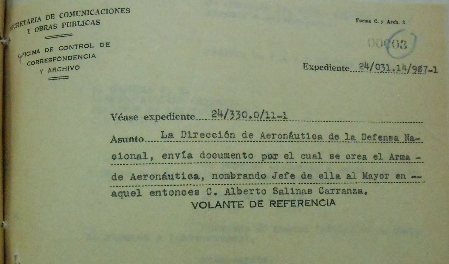 SECRETARIA DE COMUNICACIONES
Y OBRAS PUBLICAS
OFICINA DE CONTROL DE
CORRESPONDENCIA
Y ARCHIVO
Forma C. y Arch. 2
Expediente 24/031.14/987-1
Véase expediente 24/330.0/11-1
Asunto La Dirección de Aeronáutica de la Defensa Na-
cional, envía documento por el cual se crea el Arma -
de Aeronáutica, nombrando Jefe de ella al Mayor en --
aquel entonces C. Alberto Salinas Carranza.
VOLANTE DE REFERENCIA